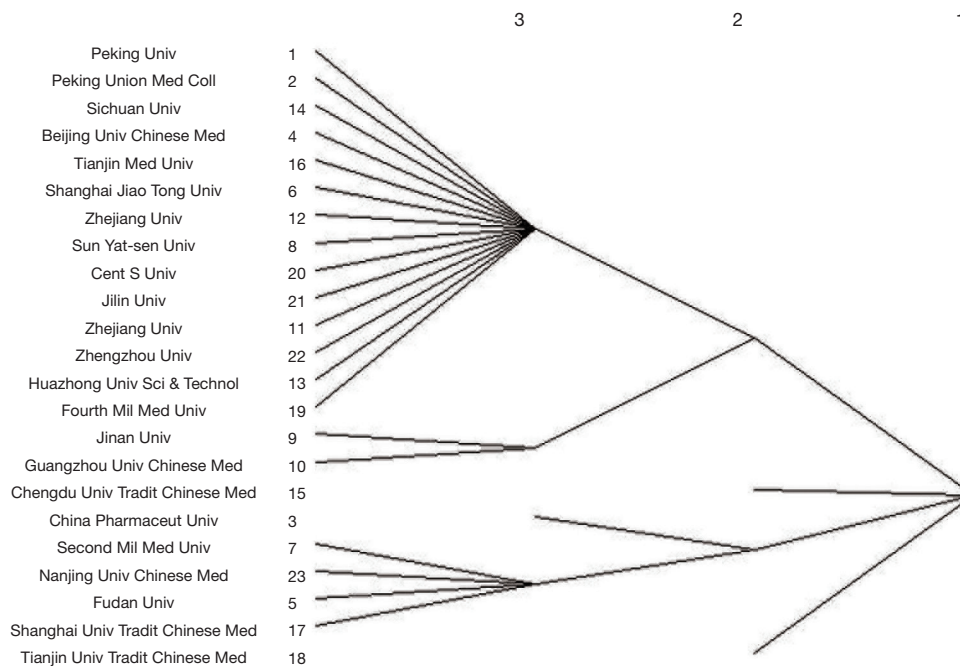 3 2 1
Peking Univ 1
Peking Union Med Coll 2
Sichuan Univ 14
Beijing Univ Chinese Med 4
Tianjin Med Univ 16
Shanghai Jiao Tong Univ 6
Zhejiang Univ 12
Sun Yat-sen Univ 8
Cent S Univ 20
Jilin Univ 21
Zhejiang Univ 11
Zhengzhou Univ 22
Huazhong Univ Sci & Technol 13
Fourth Mil Med Univ 19
Jinan Univ 9
Guangzhou Univ Chinese Med 10
Chengdu Univ Tradit Chinese Med 15
China Pharmaceut Univ 3
Second Mil Med Univ 7
Nanjing Univ Chinese Med 23
Fudan Univ 5
Shanghai Univ Tradit Chinese Med 17
Tianjin Univ Tradit Chinese Med 18